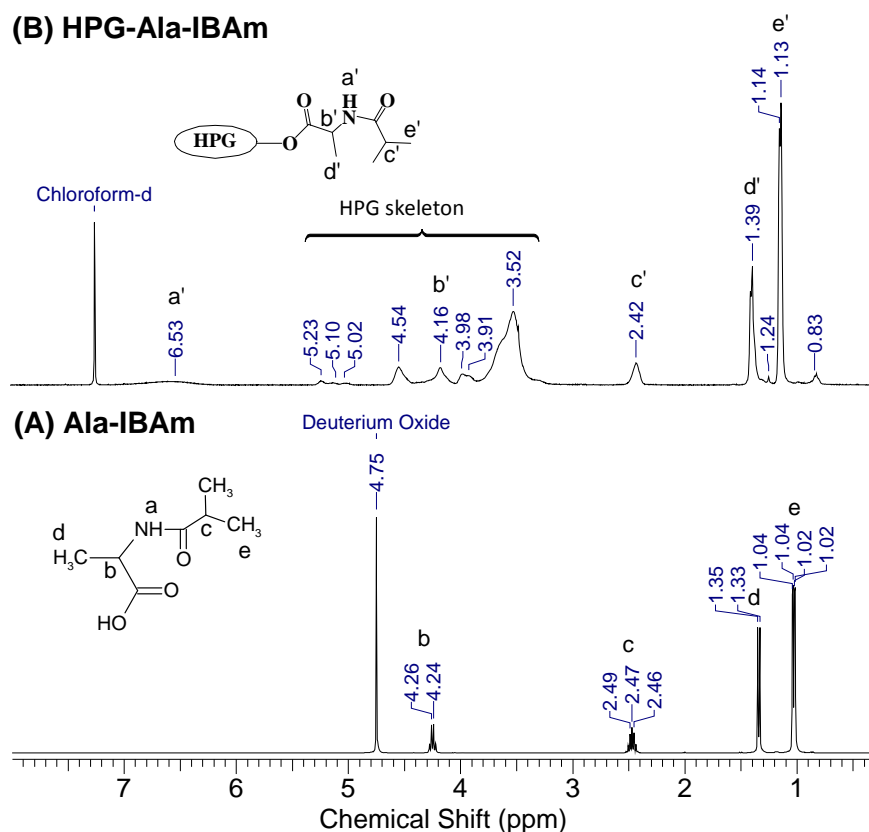 (B) HPG-Ala-IBAm
HPG
O
O
b'
d'
a'
H
N
O
e'
c'
Chloroform-d
HPG skeleton
a'
6.53
5.23
5.10
5.02
4.54
b'
4.16
3.98
3.91
3.52
c'
2.42
d'
1.39
1.24
e'
1.14
1.13
0.83
(A) Ala-IBAm
Deuterium Oxide
4.75
CH3
a
NH
d
H3C
b
c
CH3
e
O
O
HO
b
4.26
4.24
c
2.49
2.47
2.46
1.35
1.33
d
e
1.04
1.04
1.02
1.02
7 6 5 4 3 2 1
Chemical Shift (ppm)